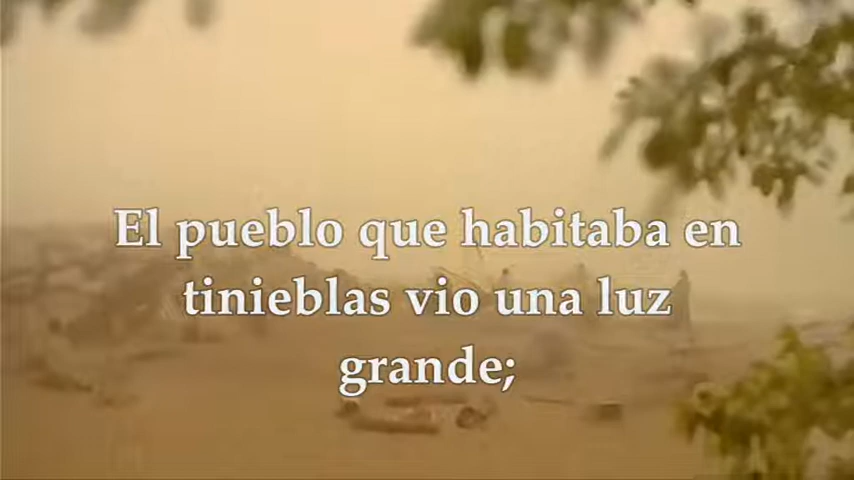 El pueblo que habitaba en
tinieblas vio una luz
grande;